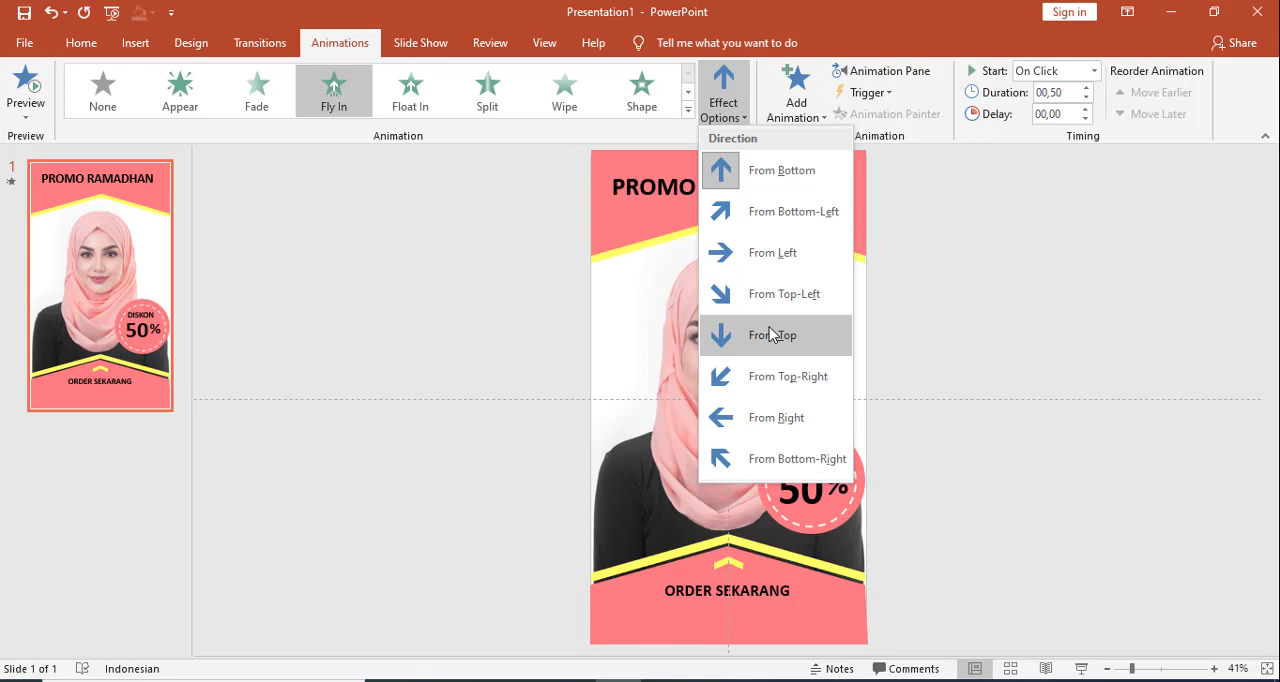 Presentation1 - PowerPoint
Sign in
File Home Insert Design Transitions Animations Slide Show Review View Help Tell me what you want to do Share
Preview
None Appear Fade Fly In Float In Split Wipe Shape
Effect Options
Add Animation
Animation Pane
Trigger
Animation Painter
Start: On Click
Duration: 00,50
Delay: 00,00
Reorder Animation
Move Earlier
Move Later
Preview Animation Animation Timing
Direction
From Bottom
From Bottom-Left
From Left
From Top-Left
From Top
From Top-Right
From Right
From Bottom-Right
1
PROMO RAMADHAN
DISKON
50%
ORDER SEKARANG
PROMO
50%
ORDER SEKARANG
Slide 1 of 1 Indonesian Notes Comments 41%